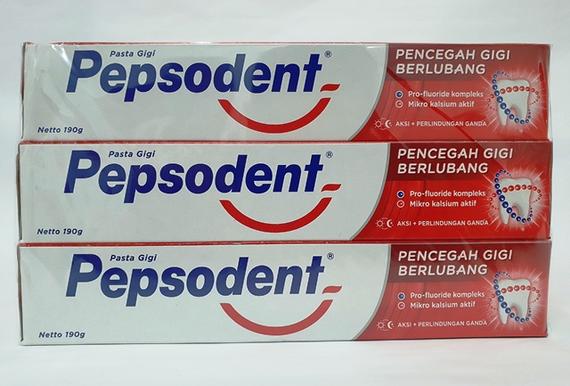 Pasta Gigi
Pepsodent®
Netto 190g
PENCEGAH GIGI
BERLUBANG
Pro-fluoride kompleks
Mikro kalsium aktif
AKSI + PERLINDUNGAN GANDA
Pasta Gigi
Pepsodent®
Netto 190g
PENCEGAH GIGI
BERLUBANG
Pro-fluoride kompleks
Mikro kalsium aktif
AKSI + PERLINDUNGAN GANDA
Pasta Gigi
Pepsodent®
Netto 190g
PENCEGAH GIGI
BERLUBANG
Pro-fluoride kompleks
Mikro kalsium aktif
AKSI + PERLINDUNGAN GANDA